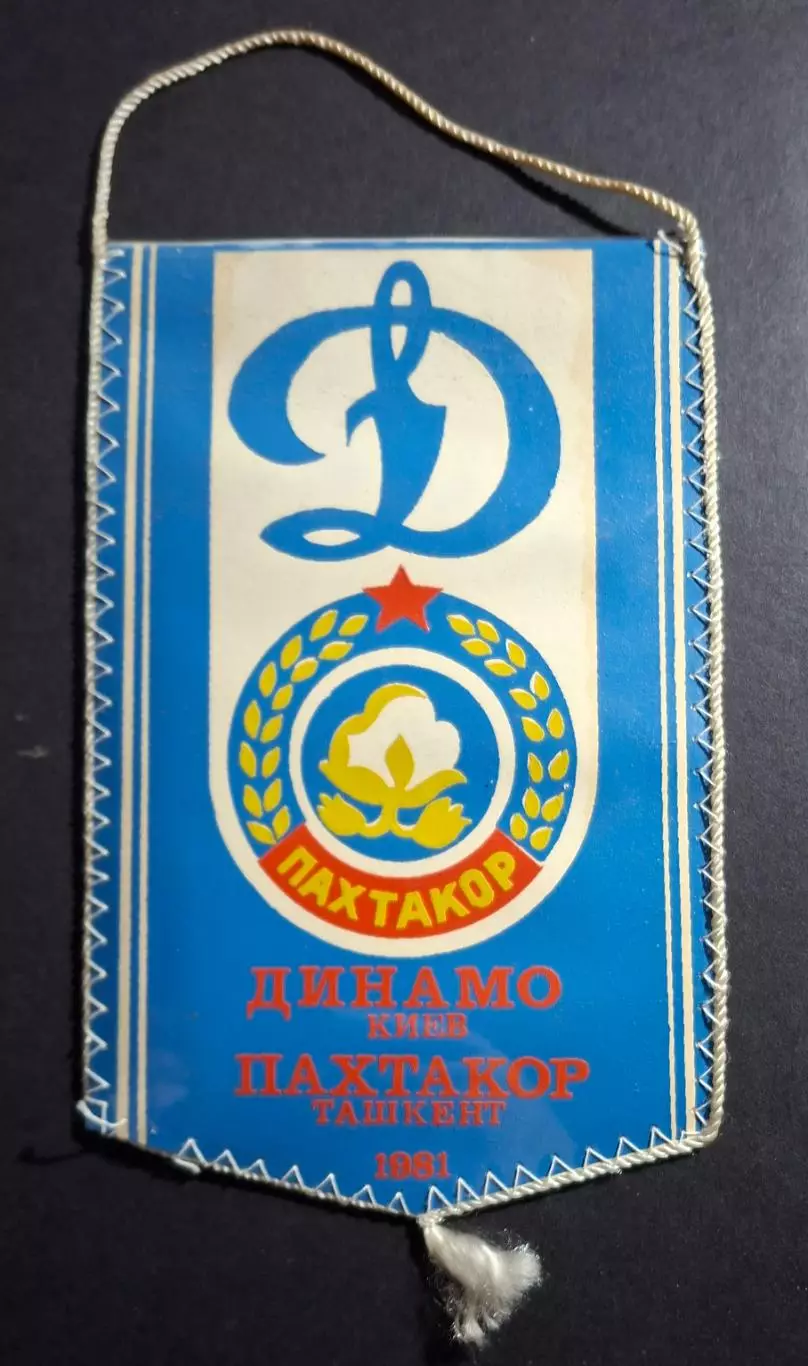 Д
ПАХТАКОР
ДИНАМО
КИЕВ
ПАХТАКОР
ТАШКЕНТ
1981